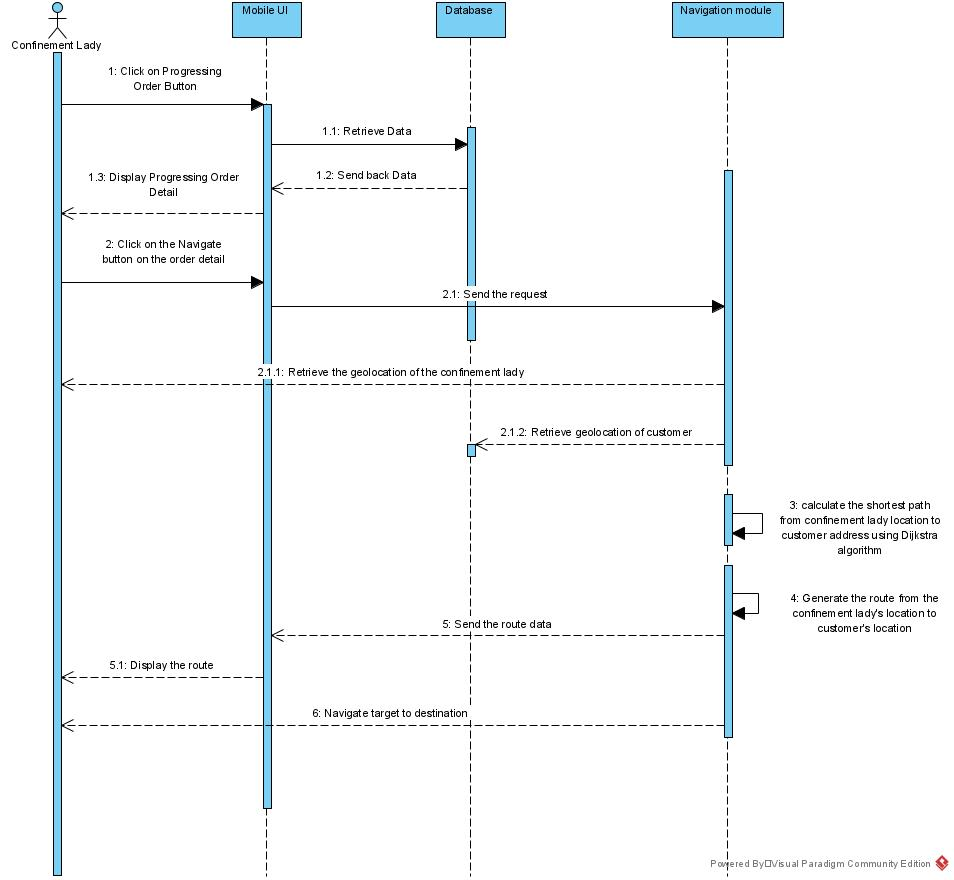 Mobile UI
Database
Navigation module
Confinement Lady
1: Click on Progressing
Order Button
1.1: Retrieve Data
1.2: Send back Data
1.3: Display Progressing Order
Detail
2: Click on the Navigate
button on the order detail
2.1: Send the request
2.1.1: Retrieve the geolocation of the confinement lady
2.1.2: Retrieve geolocation of customer
3: calculate the shortest path
from confinement lady location to
customer address using Dijkstra
algorithm
4: Generate the route from the
confinement lady's location to
customer's location
5: Send the route data
5.1: Display the route
6: Navigate target to destination
Powered By□Visual Paradigm Community Edition